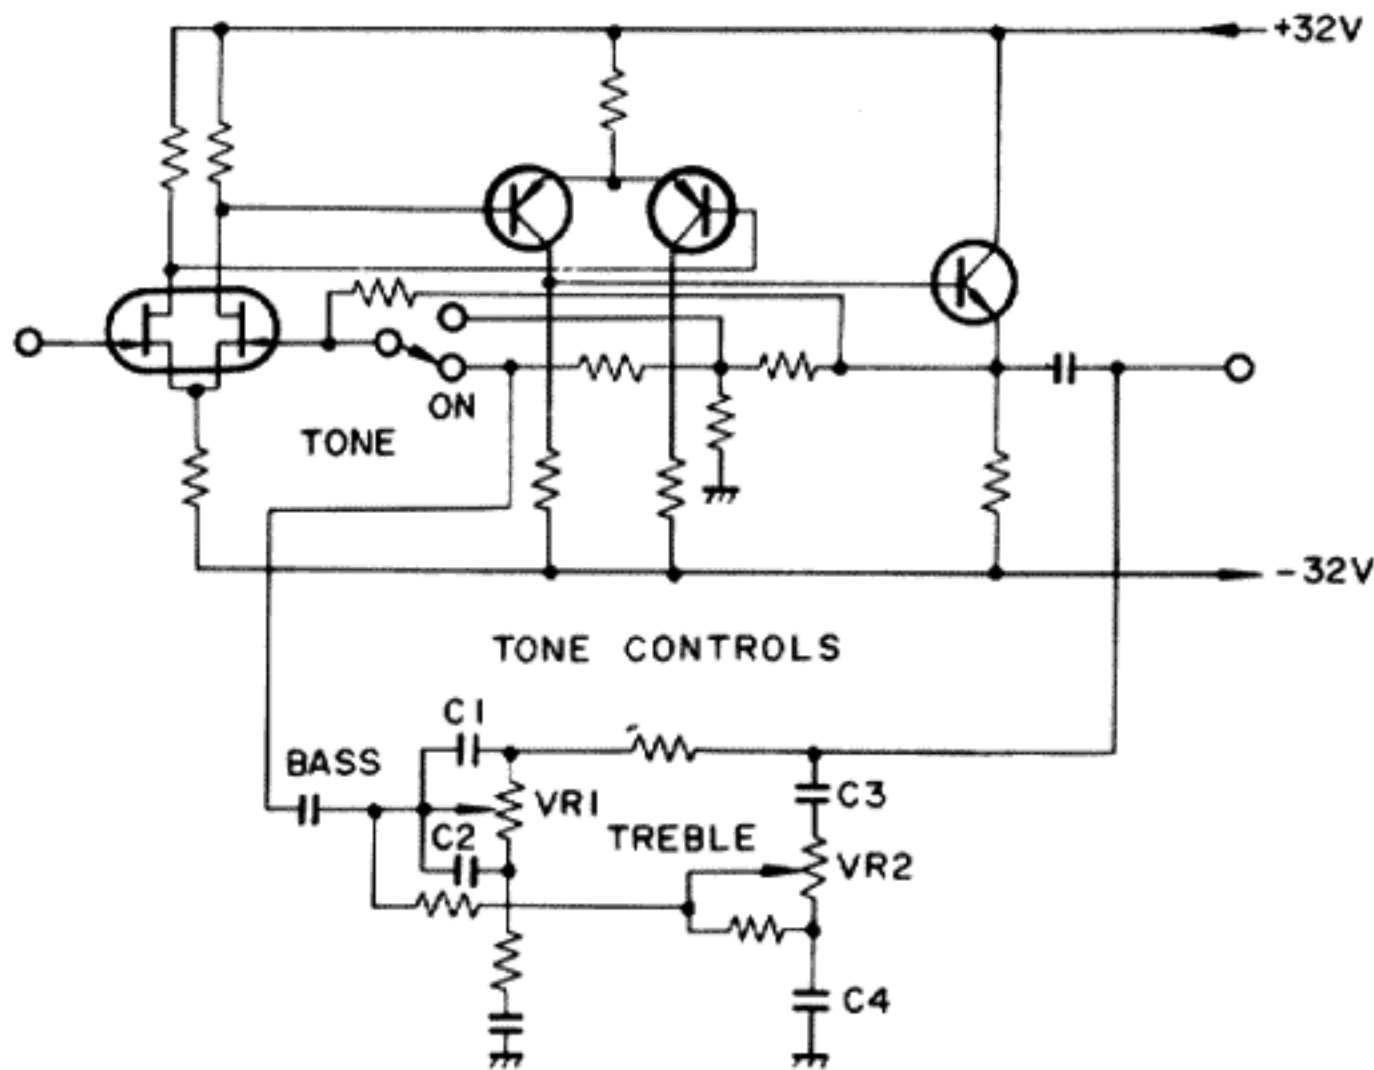 +32V
ON
TONE
-32V
TONE CONTROLS
C1
BASS
VR1
C3
C2
TREBLE
VR2
C4